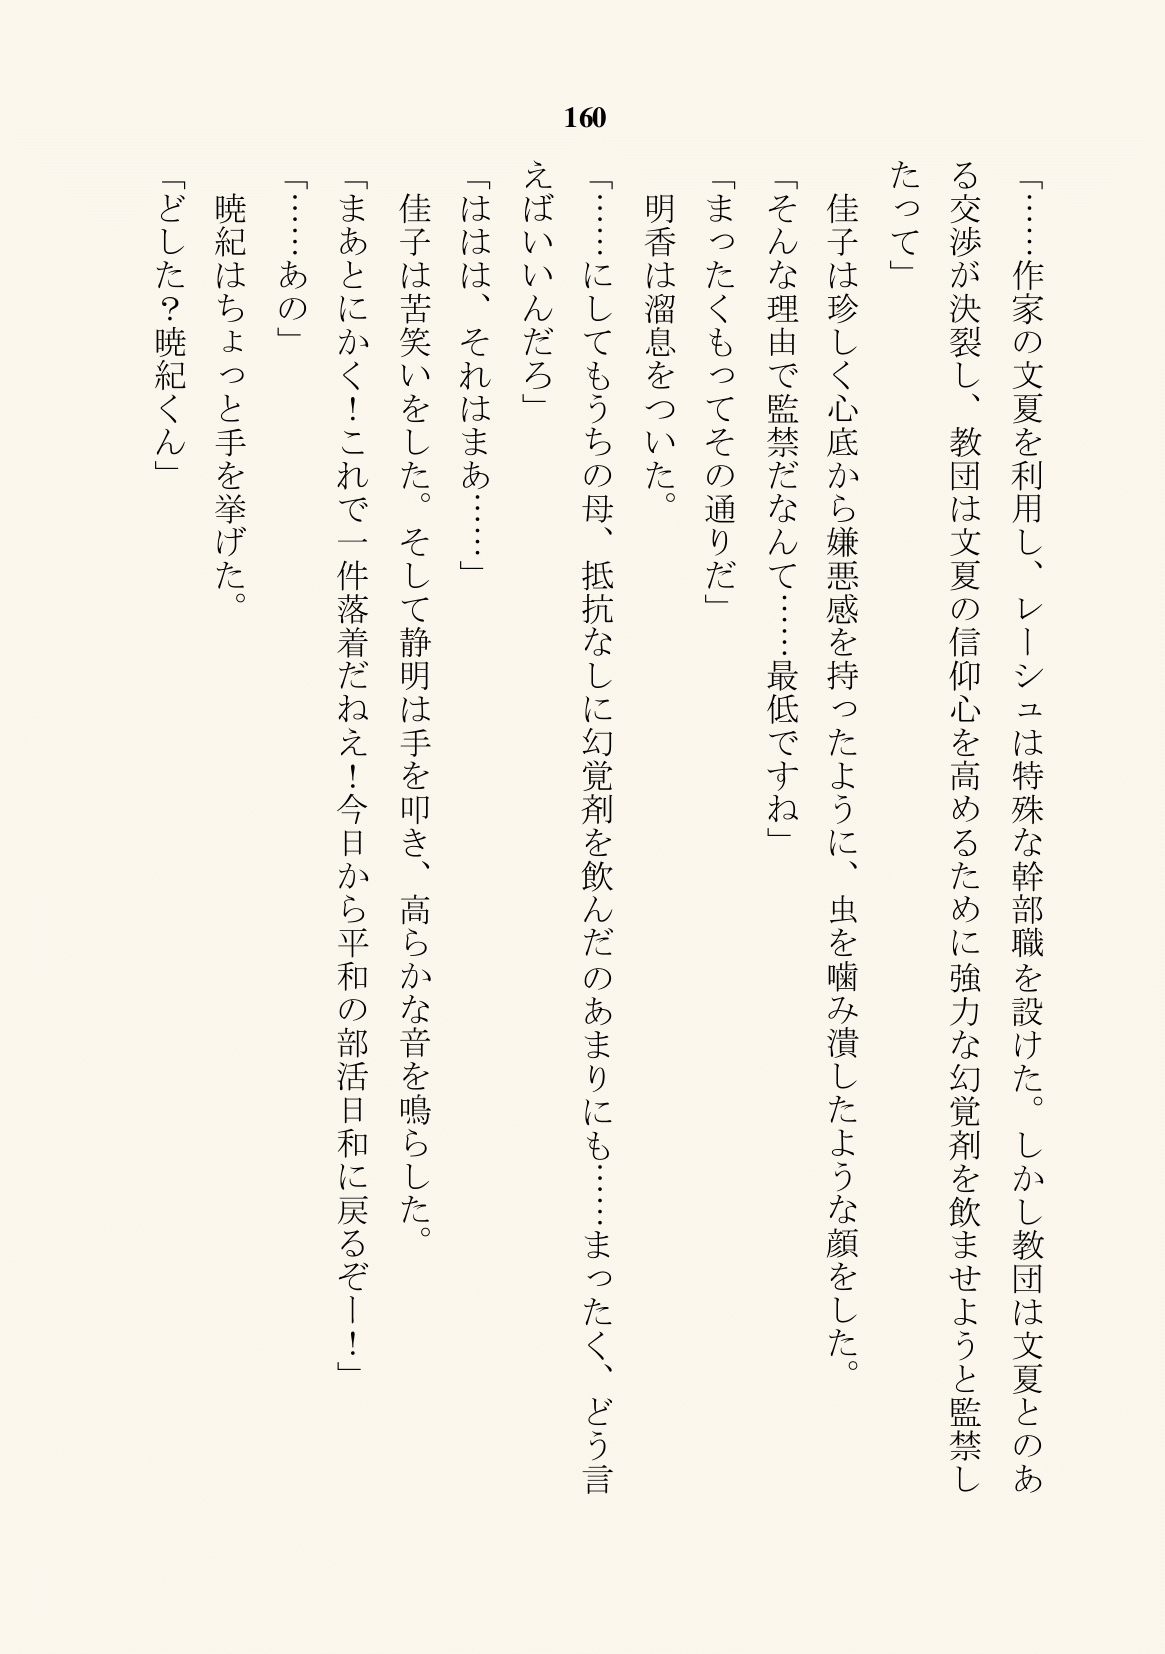 160
「……作家の文夏を利用し、レーシュは特殊な幹部職を設けた。しかし教団は文夏とのあ
る交渉が決裂し、教団は文夏の信仰心を高めるために強力な幻覚剤を飲ませようと監禁し
たって」
　佳子は珍しく心底から嫌悪感を持ったように、虫を噛み潰したような顔をした。
「そんな理由で監禁だなんて……最低ですね」
「まったくもってその通りだ」
　明香は溜息をついた。
「……にしてもうちの母、抵抗なしに幻覚剤を飲んだのあまりにも……まったく、どう言
えばいいんだろ」
「ははは、それはまあ……」
　佳子は苦笑いをした。そして静明は手を叩き、高らかな音を鳴らした。
「まあとにかく！これで一件落着だねえ！今日から平和の部活日和に戻るぞー！」
「……あの」
　暁紀はちょっと手を挙げた。
「どした？暁紀くん」